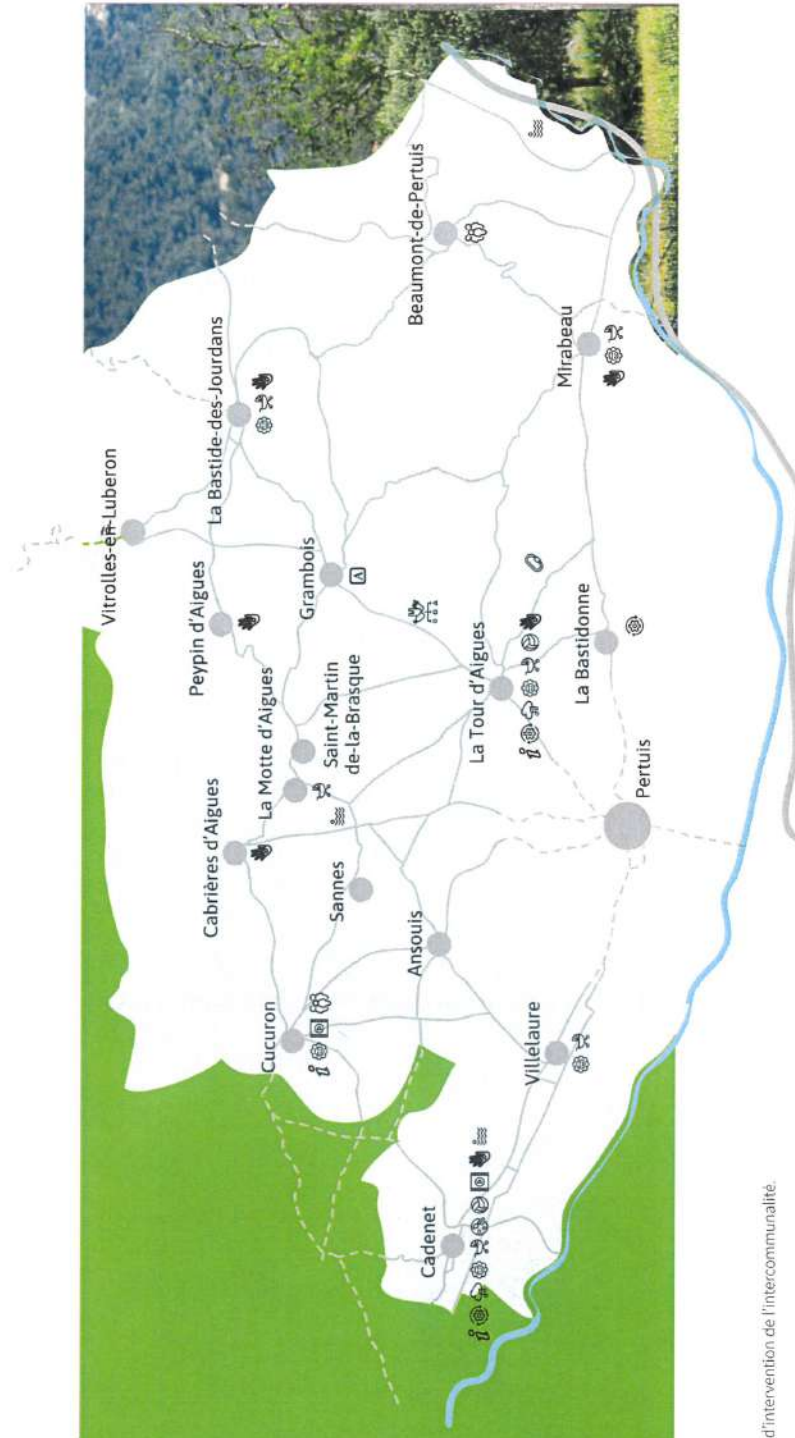 Vitrolles-en-Luberon
La Bastide-des-Jourdans
Beaumont-de-Pertuis
Peypin d'Aigues
Grambois
Mirabeau
Cabrières d'Aigues
La Motte d'Aigues
Saint-Martin
de-la-Brasque
Sannes
La Tour d'Aigues
La Bastidonne
Cucuron
Ansouis
Pertuis
Villelaure
Cadenet
d'intervention de l'intercommunalité.